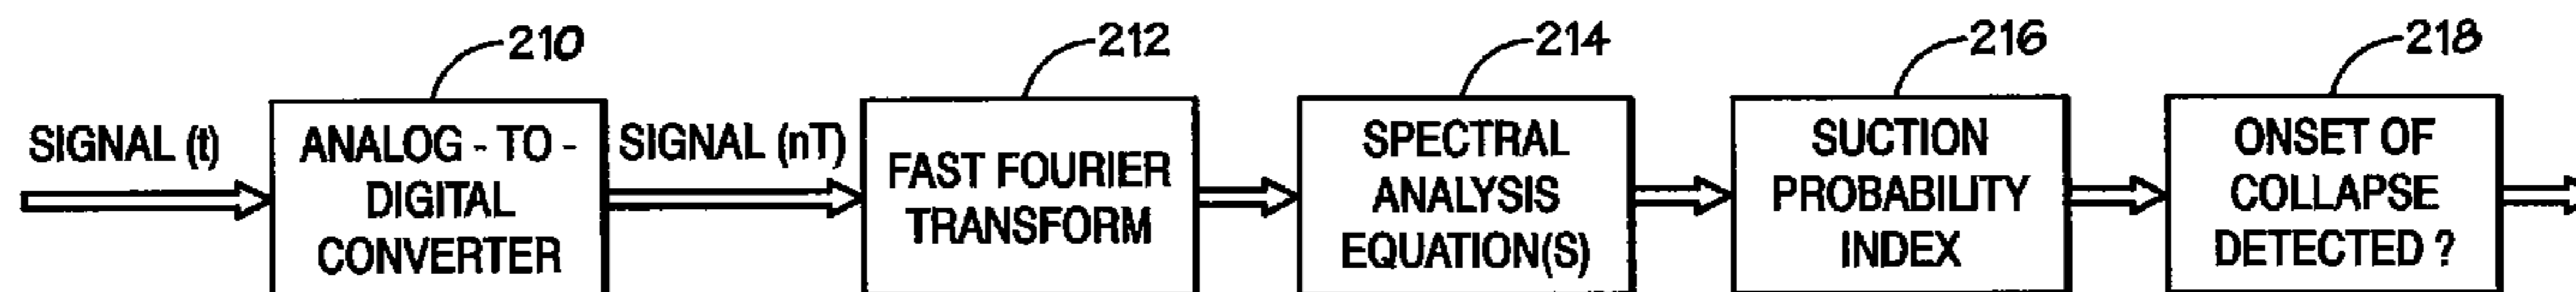 210
212
214
216
218
SIGNAL (t)
ANALOG - TO -
DIGITAL
CONVERTER
SIGNAL (nT)
FAST FOURIER
TRANSFORM
SPECTRAL
ANALYSIS
EQUATION(S)
SUCTION
PROBABILITY
INDEX
ONSET OF
COLLAPSE
DETECTED ?